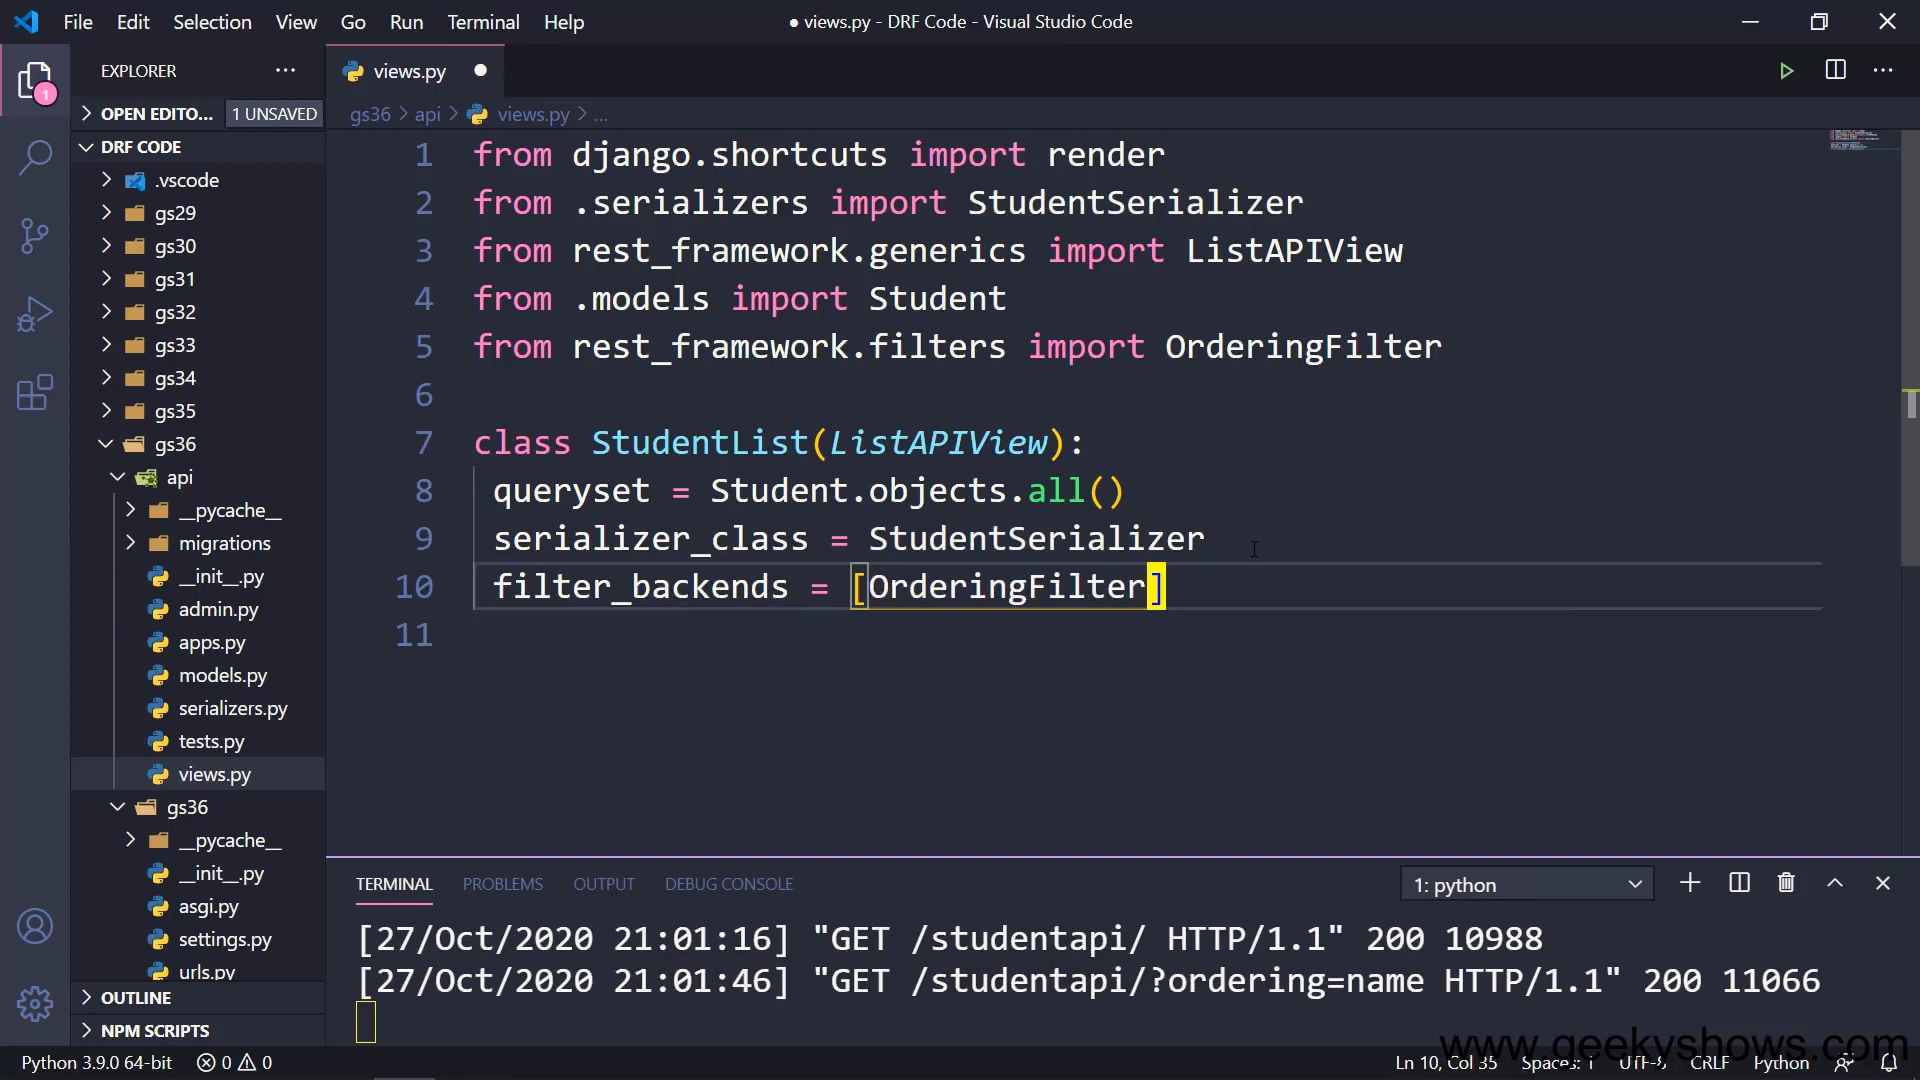 File Edit Selection View Go Run Terminal Help
● views.py - DRF Code - Visual Studio Code
EXPLORER
1
OPEN EDITO... 1 UNSAVED
DRF CODE
.vscode
gs29
gs30
gs31
gs32
gs33
gs34
gs35
gs36
api
__pycache__
migrations
__init__.py
admin.py
apps.py
models.py
serializers.py
tests.py
views.py
gs36
__pycache__
__init__.py
asgi.py
settings.py
urls.py
OUTLINE
NPM SCRIPTS
views.py
gs36 > api > views.py > ...
1 from django.shortcuts import render
2 from .serializers import StudentSerializer
3 from rest_framework.generics import ListAPIView
4 from .models import Student
5 from rest_framework.filters import OrderingFilter
6
7 class StudentList(ListAPIView):
8 queryset = Student.objects.all()
9 serializer_class = StudentSerializer
10 filter_backends = [OrderingFilter]
11
TERMINAL PROBLEMS OUTPUT DEBUG CONSOLE
1: python
[27/Oct/2020 21:01:16] "GET /studentapi/ HTTP/1.1" 200 10988
[27/Oct/2020 21:01:46] "GET /studentapi/?ordering=name HTTP/1.1" 200 11066
www.geekyshows.com
Python 3.9.0 64-bit 0 0
Ln 10, Col 35 Spaces: 1 UTF-8 CRLF Python